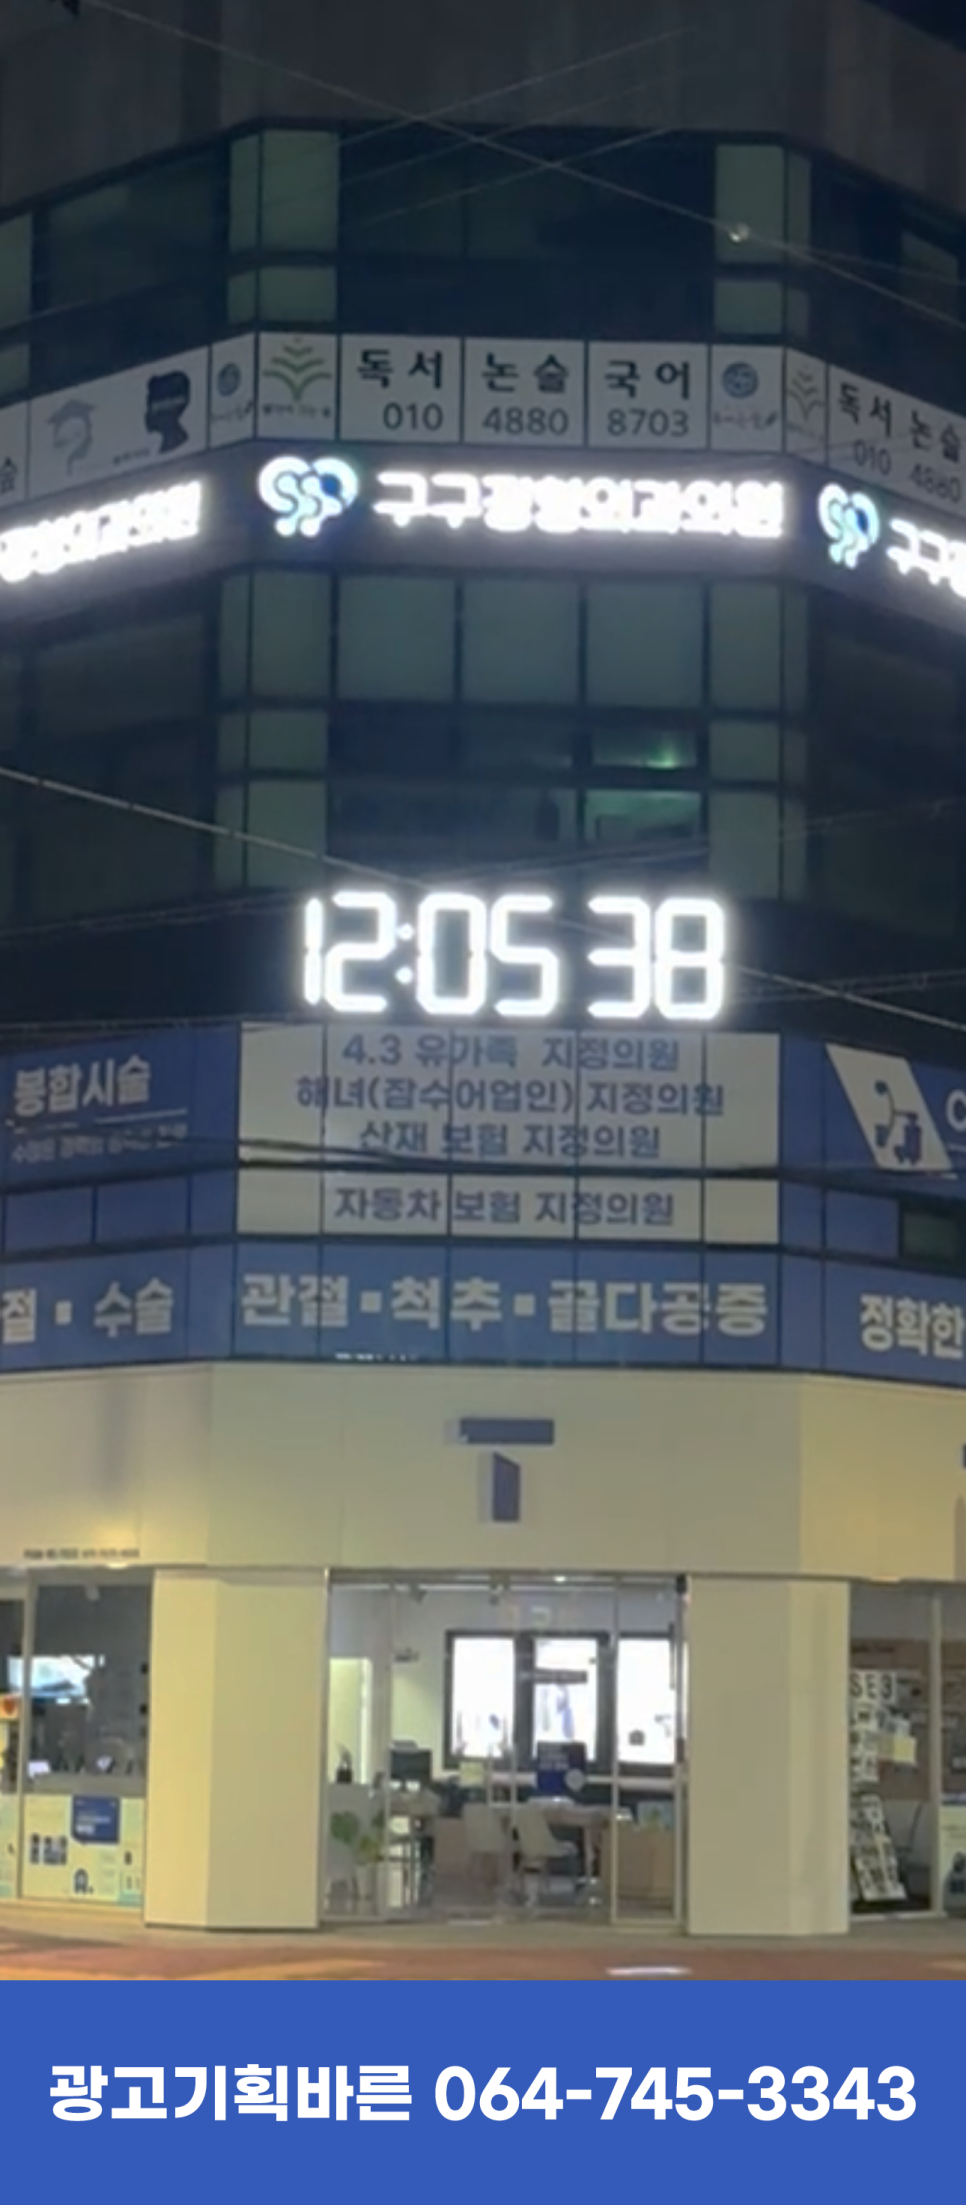 독서 논술 국어
010 4880 8703
독서 논술
010 4880
구구정형외과의원
구구
12:05 38
4.3 유가족 지정의원
해녀(잠수어업인) 지정의원
산재 보험 지정의원
자동차 보험 지정의원
봉합시술
관절▪척추▪골다공증
절 ▪ 수술
정확한
T
광고기획바른 064-745-3343